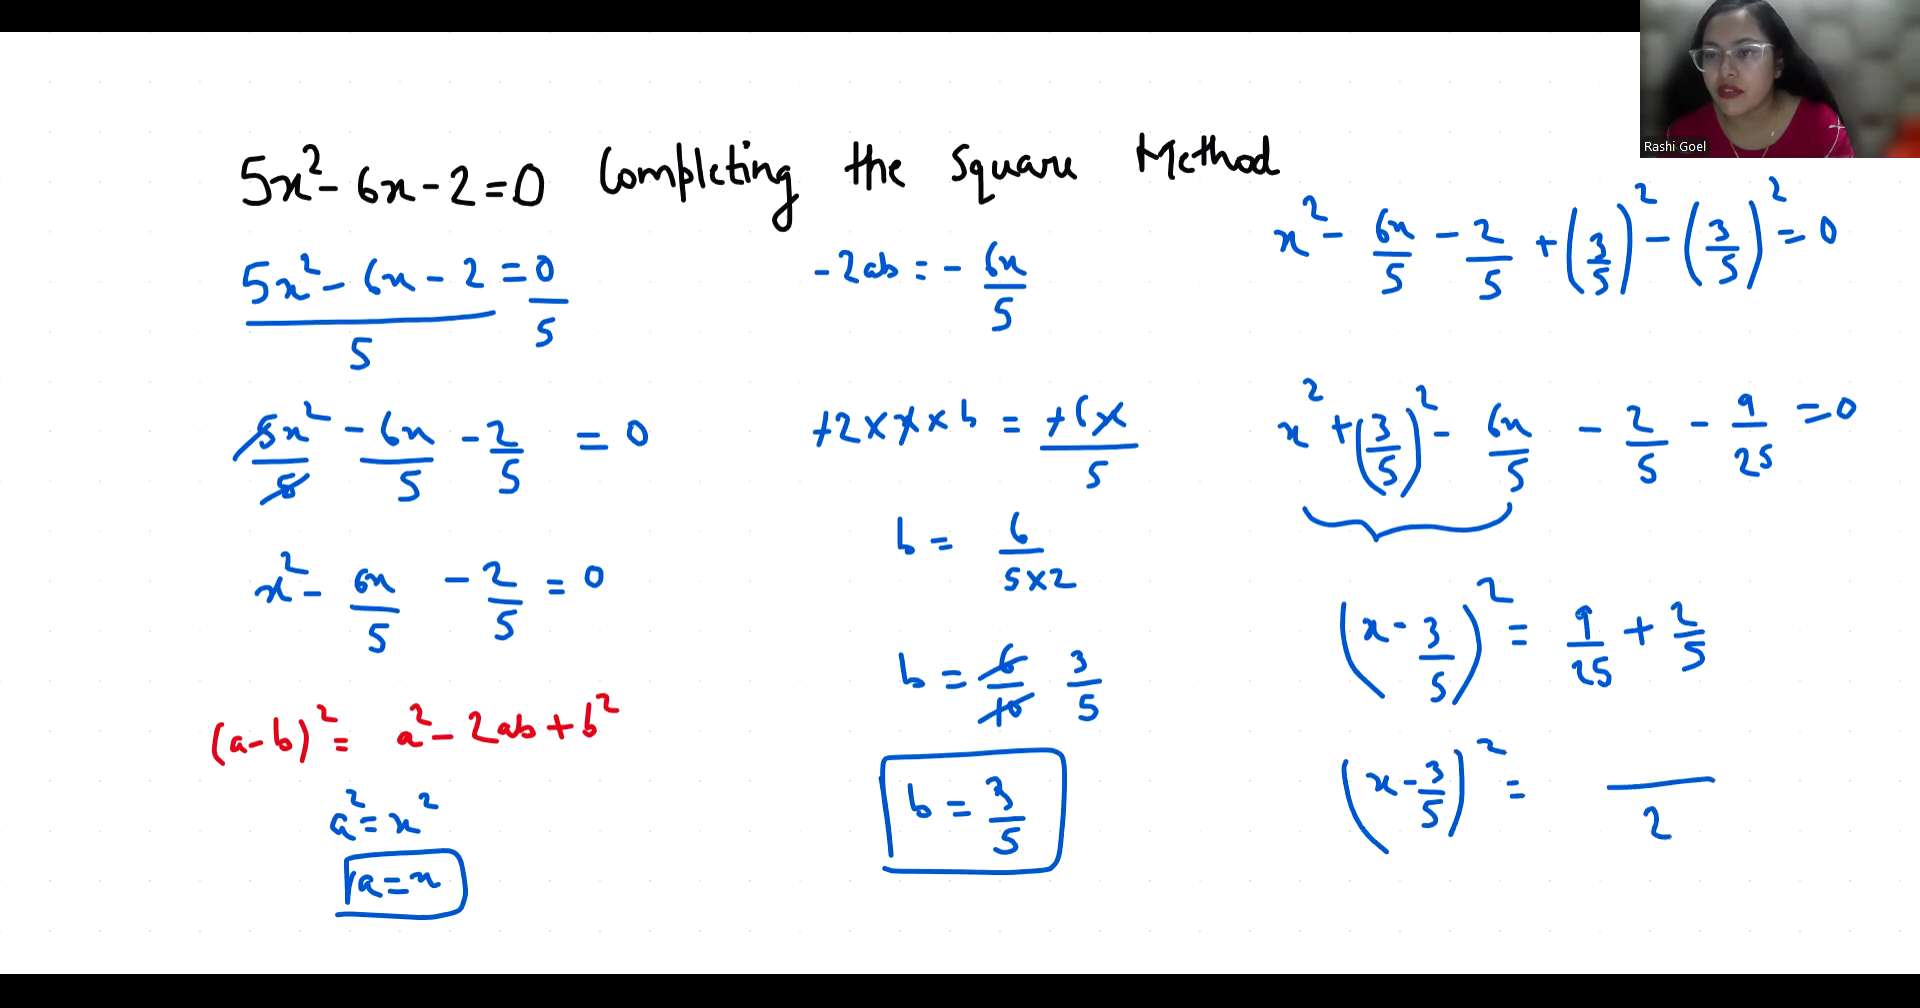 5x² - 6x - 2 = 0 Completing the Square Method
5x² - 6x - 2 = 0
5 5
5x² - 6x - 2 = 0
5 5 5
x² - 6x - 2 = 0
5 5
(a-b)² = a² - 2ab + b²
a² = x²
a = x
-2ab = - 6x
5
+2 × x × b = +6x
5
b = 6
5×2
b = 6 3
10 5
b = 3
5
Rashi Goel
x² - 6x - 2 + (3)² - (3)² = 0
5 5 5 5
x² + (3)² - 6x - 2 - 9 = 0
5 5 5 25
(x - 3)² = 9 + 2
5 25 5
(x - 3)² =
5 2